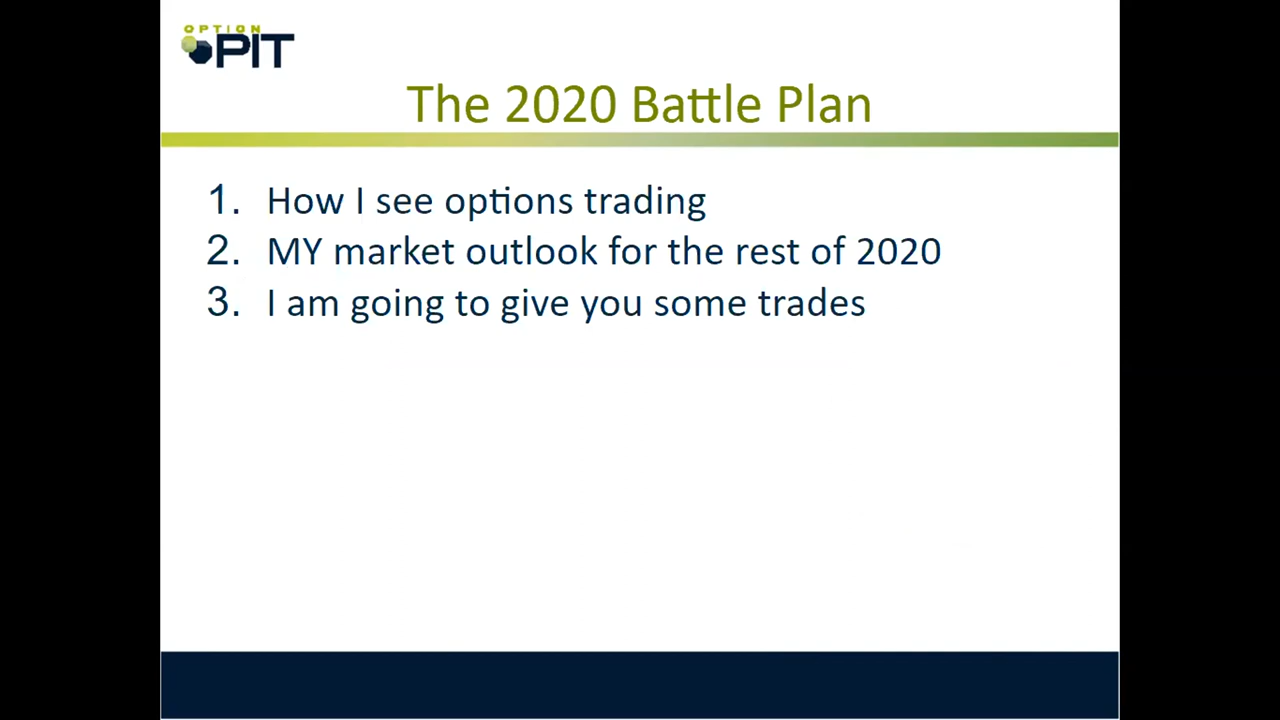 OPTION
PIT
The 2020 Battle Plan
1. How I see options trading
2. MY market outlook for the rest of 2020
3. I am going to give you some trades